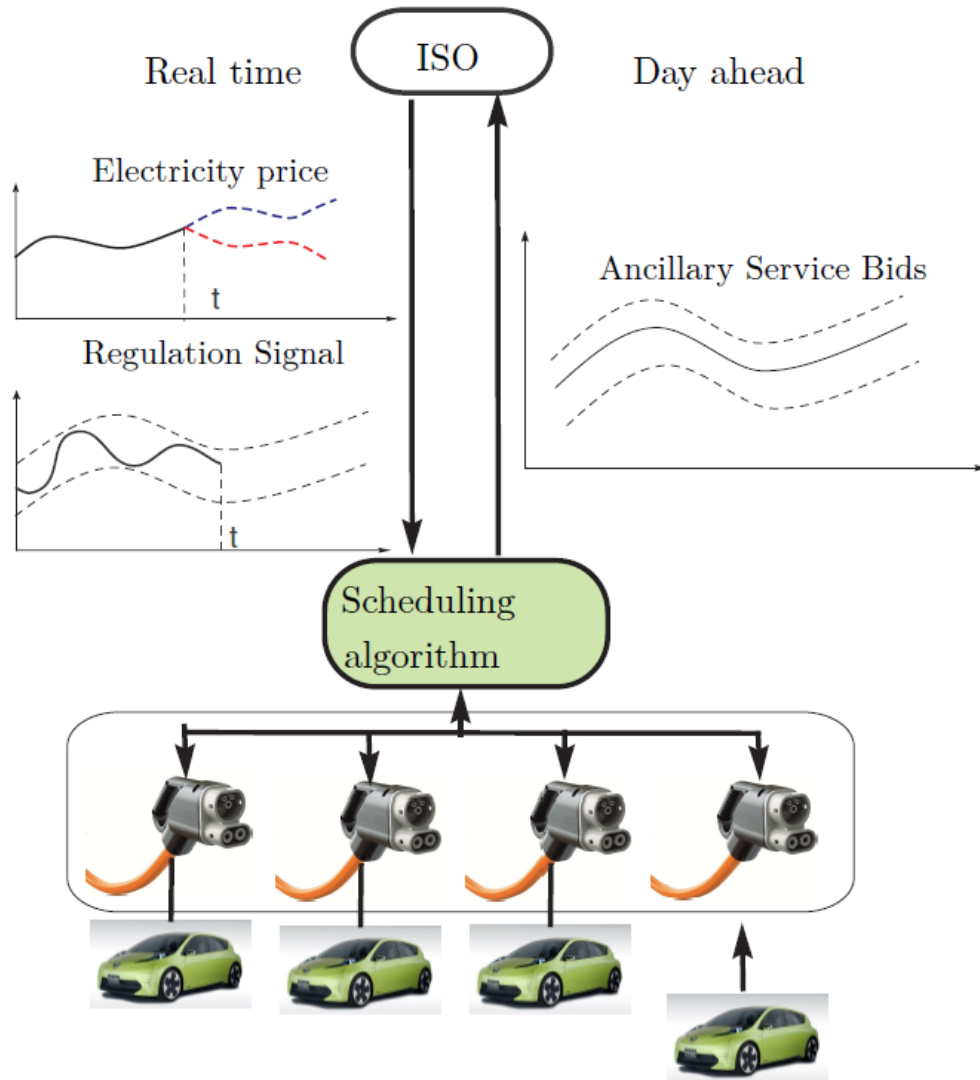 ISO
Real time
Day ahead
Electricity price
t
Ancillary Service Bids
Regulation Signal
t
Scheduling
algorithm